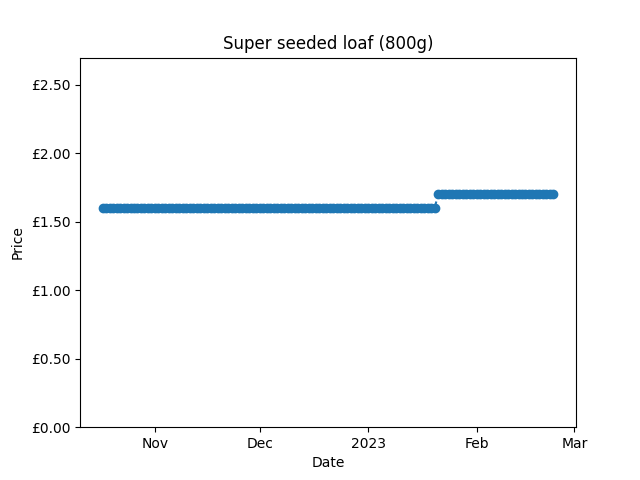 Super seeded loaf (800g)
£2.50
£2.00
£1.50
£1.00
£0.50
£0.00
Price
Nov Dec 2023 Feb Mar
Date